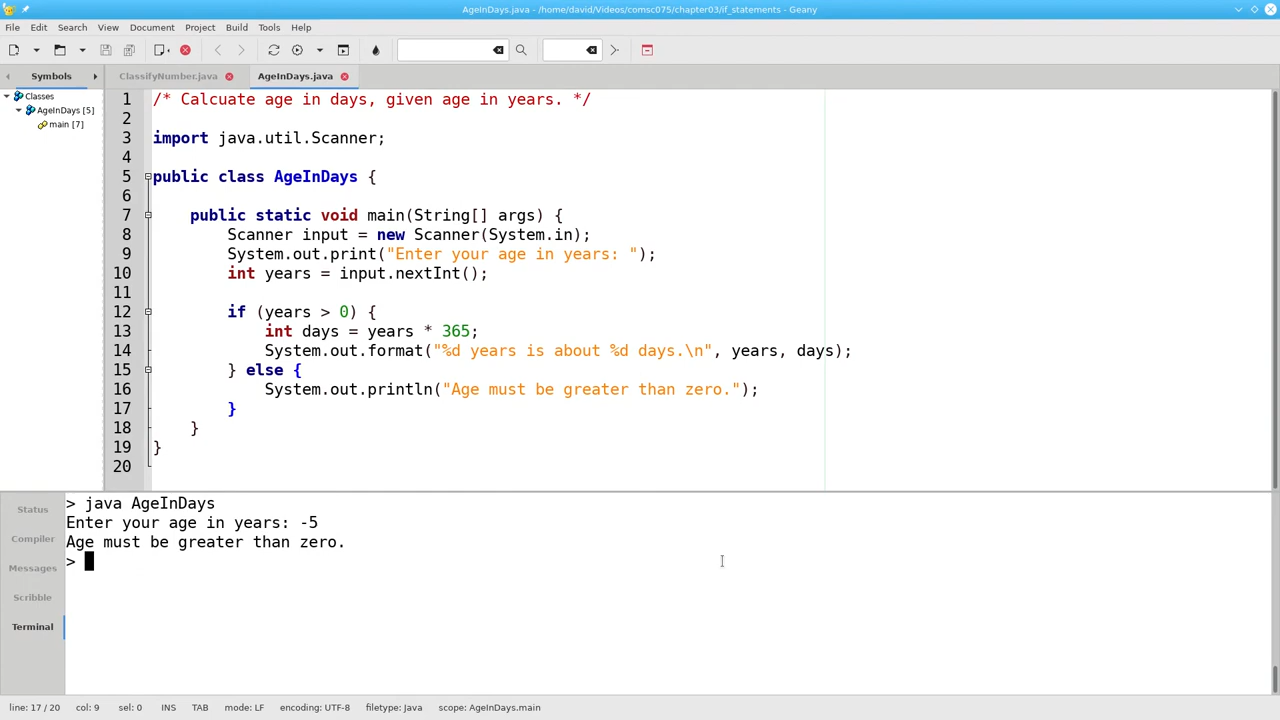 AgeInDays.java - /home/david/Videos/comsc075/chapter03/if_statements - Geany
File Edit Search View Document Project Build Tools Help
Symbols ClassifyNumber.java AgeInDays.java
Classes
AgeInDays [5]
main [7]
1 /* Calcuate age in days, given age in years. */
2
3 import java.util.Scanner;
4
5 public class AgeInDays {
6
7 public static void main(String[] args) {
8 Scanner input = new Scanner(System.in);
9 System.out.print("Enter your age in years: ");
10 int years = input.nextInt();
11
12 if (years > 0) {
13 int days = years * 365;
14 System.out.format("%d years is about %d days.\n", years, days);
15 } else {
16 System.out.println("Age must be greater than zero.");
17 }
18 }
19 }
20
Status
Compiler
Messages
Scribble
Terminal
> java AgeInDays
Enter your age in years: -5
Age must be greater than zero.
>
line: 17 / 20 col: 9 sel: 0 INS TAB mode: LF encoding: UTF-8 filetype: Java scope: AgeInDays.main